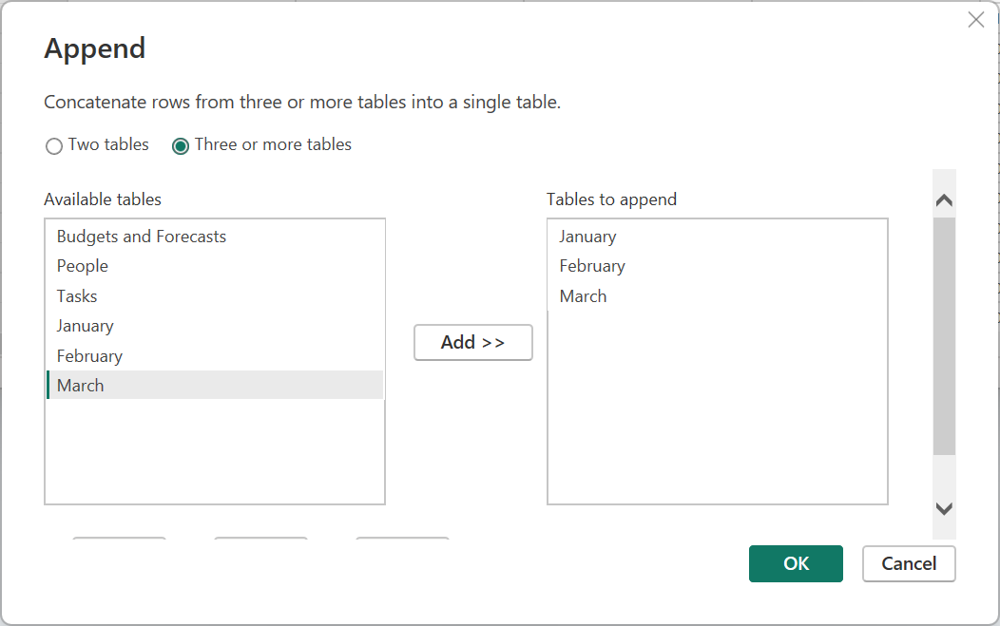 Append
Concatenate rows from three or more tables into a single table.
Two tables
Three or more tables
Available tables
Budgets and Forecasts
People
Tasks
January
February
March
Add >>
Tables to append
January
February
March
OK
Cancel